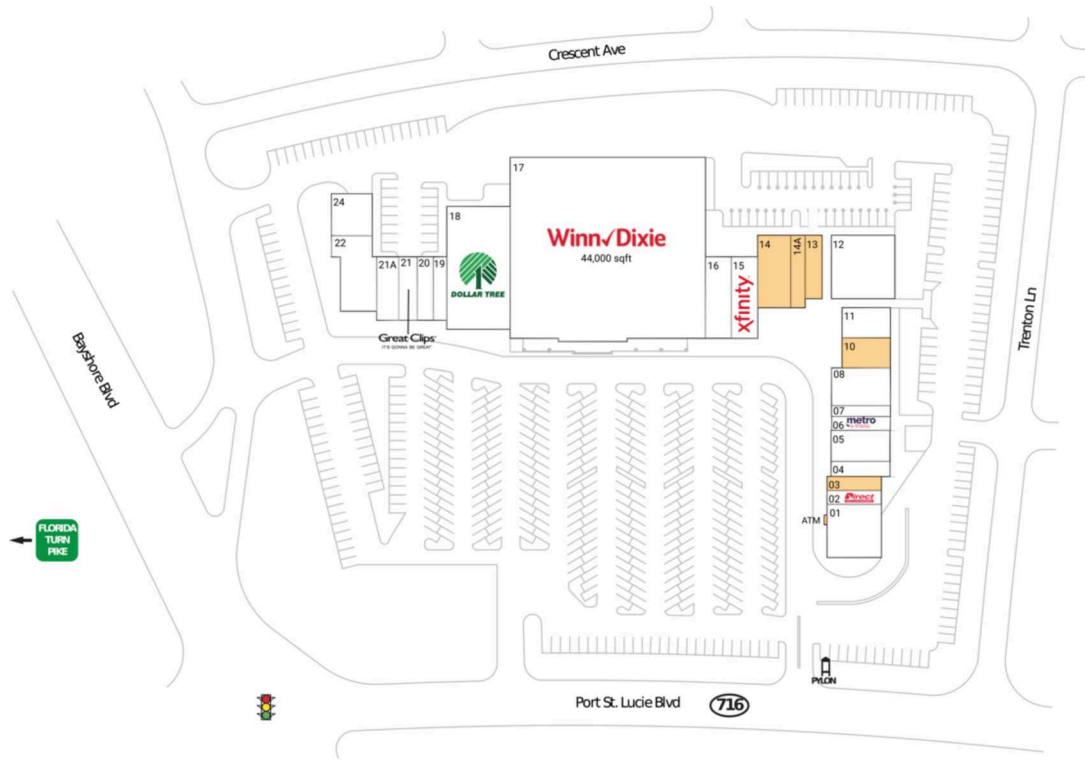 Crescent Ave
17
Winn✓Dixie
44,000 sqft
24
18
22
14
14A
13
12
21A
21
20
19
16
15
DOLLAR TREE
xfinity
Trenton Ln
11
Great Clips
IT'S GONNA BE GREAT
10
Bayshore Blvd
08
07
metro
06
05
04
03
02
Direct
ATM
01
FLORIDA
TURN
PIKE
PYLON
Port St. Lucie Blvd
716